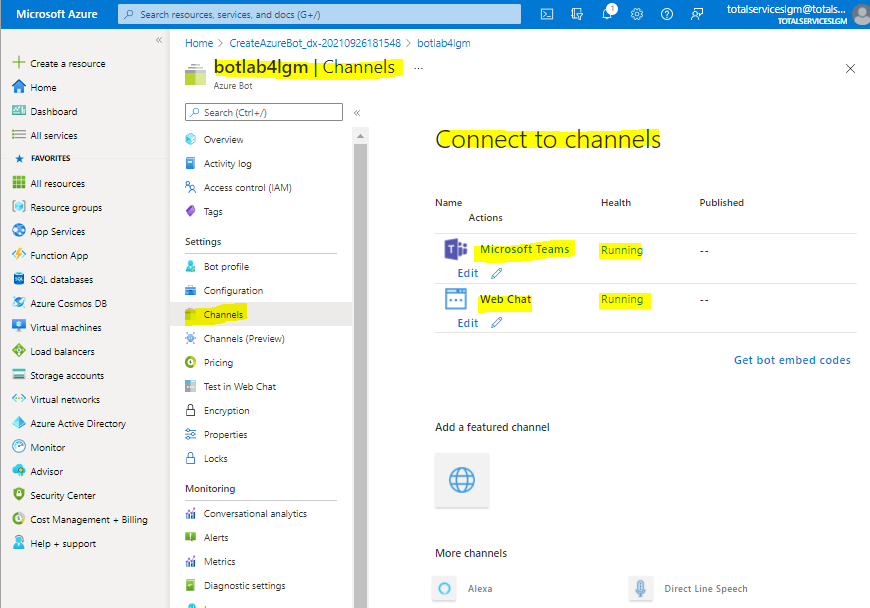 Microsoft Azure
Search resources, services, and docs (G+/)
1
totalserviceslgm@totals...
TOTALSERVICESLGM
«
Create a resource
Home
Dashboard
All services
FAVORITES
All resources
Resource groups
App Services
Function App
SQL databases
Azure Cosmos DB
Virtual machines
Load balancers
Storage accounts
Virtual networks
Azure Active Directory
Monitor
Advisor
Security Center
Cost Management + Billing
Help + support
Home > CreateAzureBot_dx-20210926181548 > botlab4lgm
botlab4lgm | Channels ...
Azure Bot
Search (Ctrl+/)
«
Overview
Activity log
Access control (IAM)
Tags
Settings
Bot profile
Configuration
Channels
Channels (Preview)
Pricing
Test in Web Chat
Encryption
Properties
Locks
Monitoring
Conversational analytics
Alerts
Metrics
Diagnostic settings
Connect to channels
Name Health Published
Actions
Microsoft Teams Running --
Edit
Web Chat Running --
Edit
Get bot embed codes
Add a featured channel
More channels
Alexa Direct Line Speech